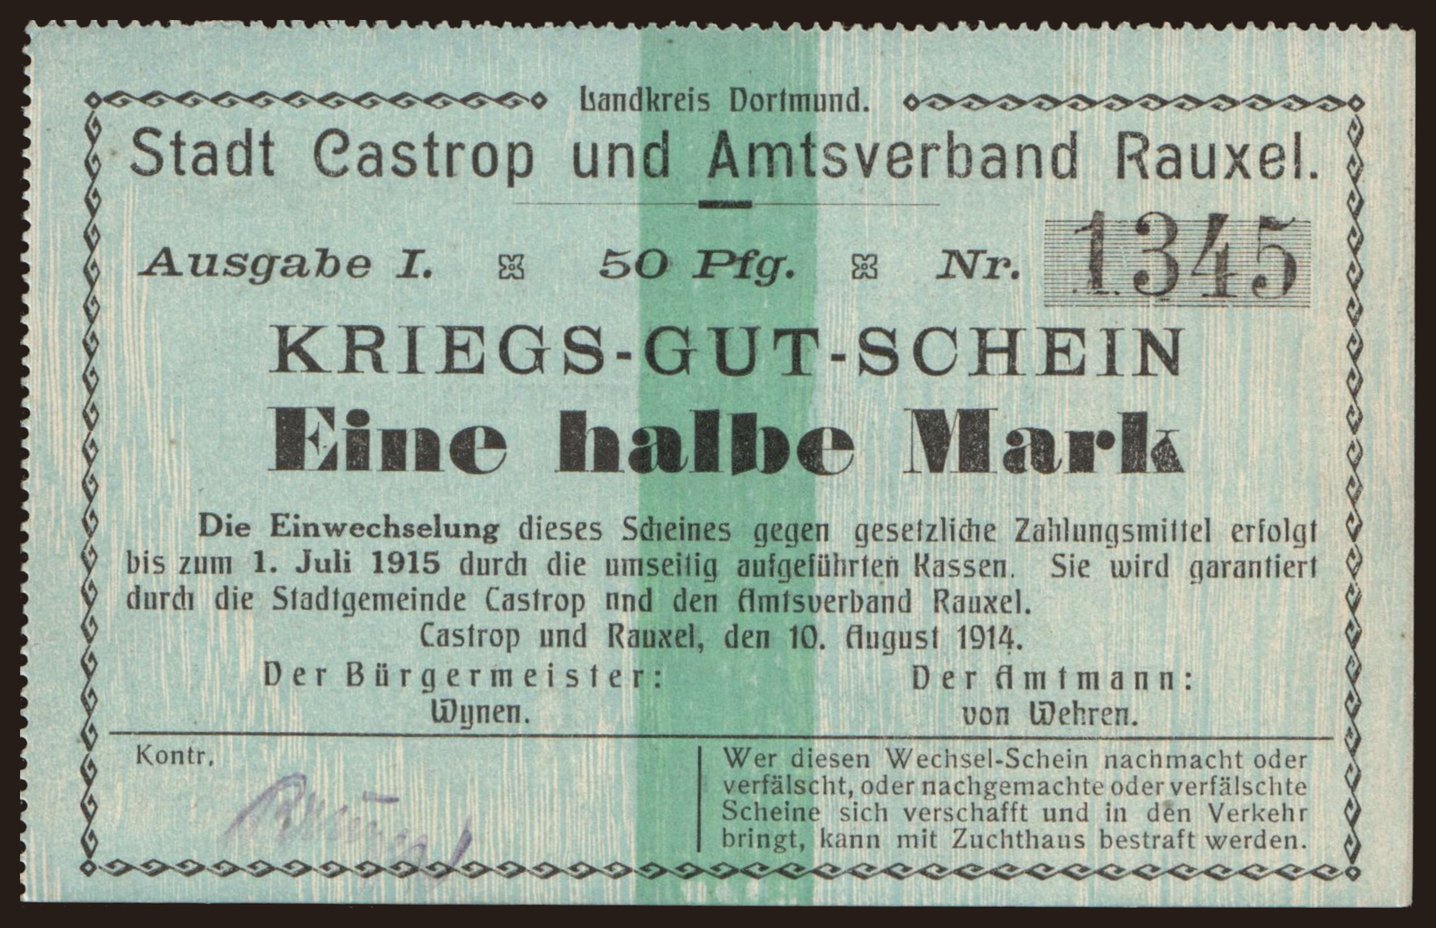 Landkreis Dortmund.
Stadt Castrop und Amtsverband Rauxel.
Ausgabe I. 50 Pfg. Nr. 1345
KRIEGS-GUT-SCHEIN
Eine halbe Mark
Die Einwechselung dieses Scheines gegen gesetzliche Zahlungsmittel erfolgt
bis zum 1. Juli 1915 durch die umseitig aufgeführten Kassen. Sie wird garantiert
durch die Stadtgemeinde Castrop nnd den Amtsverband Rauxel.
Castrop und Rauxel, den 10. August 1914.
Der Bürgermeister: Der Amtmann:
Wynen. von Wehren.
Kontr.
Wer diesen Wechsel-Schein nachmacht oder
verfälscht, oder nachgemachte oder verfälschte
Scheine sich verschafft und in den Verkehr
bringt, kann mit Zuchthaus bestraft werden.